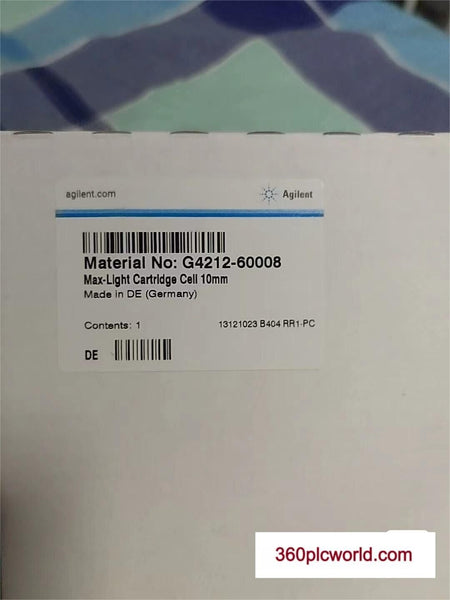 agilent.com
Agilent
Material No: G4212-60008
Max-Light Cartridge Cell 10mm
Made in DE (Germany)
Contents: 1
13121023 B404 RR1-PC
DE
360plcworld.com